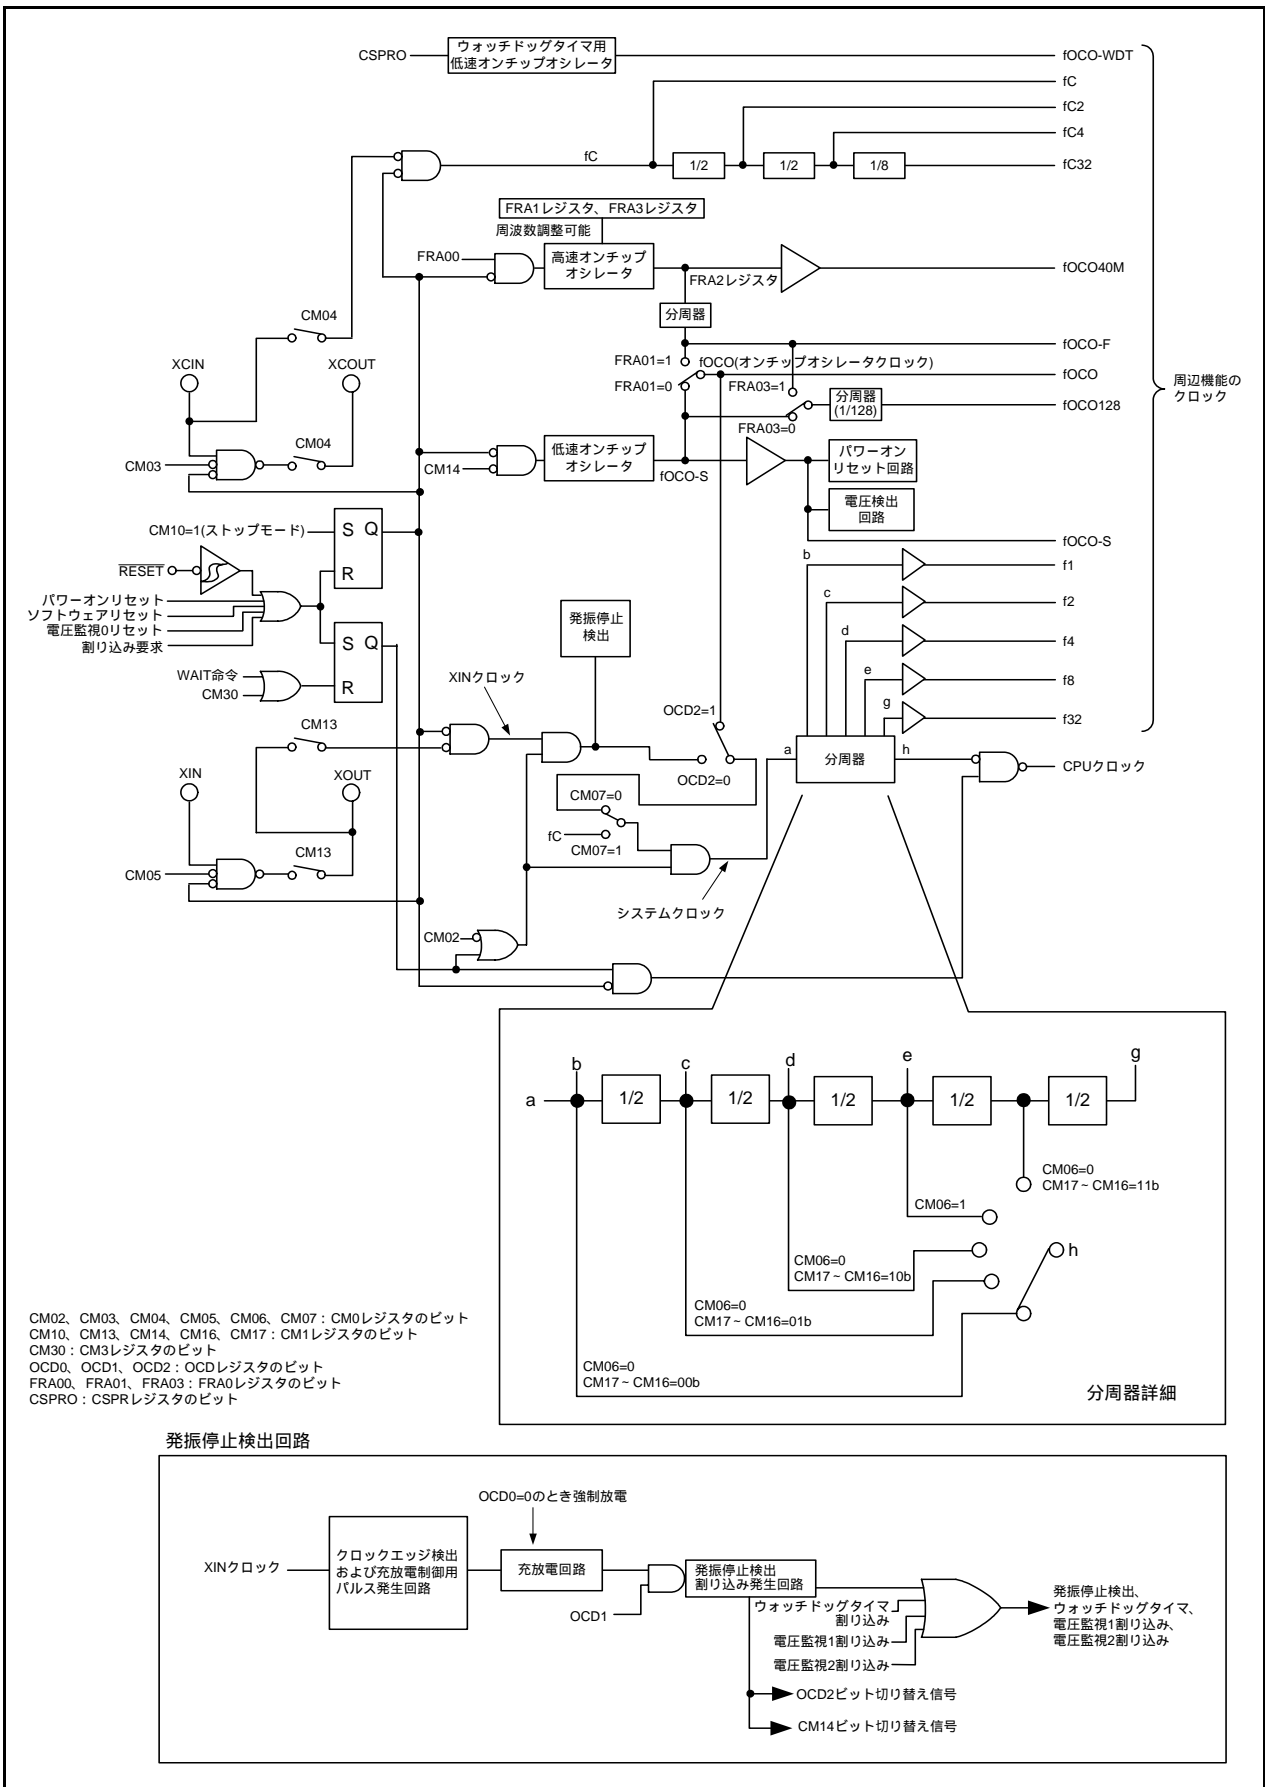 CSPRO
ウォッチドッグタイマ用
低速オンチップオシレータ
fOCO-WDT
fC
fC2
fC4
fC
1/2
1/2
1/8
fC32
FRA1レジスタ、FRA3レジスタ
周波数調整可能
FRA00
高速オンチップ
オシレータ
FRA2レジスタ
fOCO40M
分周器
CM04
fOCO-F
XCIN
XCOUT
FRA01=1
fOCO(オンチップオシレータクロック)
fOCO
FRA01=0
FRA03=1
分周器
(1/128)
fOCO128
周辺機能の
クロック
FRA03=0
CM04
CM03
CM14
低速オンチップ
オシレータ
fOCO-S
パワーオン
リセット回路
電圧検出
回路
fOCO-S
CM10=1(ストップモード)
S
Q
R
RESET
パワーオンリセット
ソフトウェアリセット
電圧監視0リセット
割り込み要求
S
Q
R
WAIT命令
CM30
b
f1
c
f2
d
f4
e
f8
g
f32
発振停止
検出
XINクロック
CM13
OCD2=1
OCD2=0
a
分周器
h
CPUクロック
XIN
XOUT
CM07=0
fC
CM07=1
CM13
CM05
システムクロック
CM02
a
b
1/2
c
1/2
d
1/2
e
1/2
1/2
g
CM06=0
CM17~CM16=11b
CM06=1
h
CM06=0
CM17~CM16=10b
CM06=0
CM17~CM16=01b
CM06=0
CM17~CM16=00b
分周器詳細
CM02、CM03、CM04、CM05、CM06、CM07:CM0レジスタのビット
CM10、CM13、CM14、CM16、CM17:CM1レジスタのビット
CM30:CM3レジスタのビット
OCD0、OCD1、OCD2:OCDレジスタのビット
FRA00、FRA01、FRA03:FRA0レジスタのビット
CSPRO:CSPRレジスタのビット
発振停止検出回路
OCD0=0のとき強制放電
XINクロック
クロックエッジ検出
および充放電制御用
パルス発生回路
充放電回路
OCD1
発振停止検出
割り込み発生回路
ウォッチドッグタイマ
割り込み
電圧監視1割り込み
電圧監視2割り込み
発振停止検出、
ウォッチドッグタイマ、
電圧監視1割り込み、
電圧監視2割り込み
OCD2ビット切り替え信号
CM14ビット切り替え信号